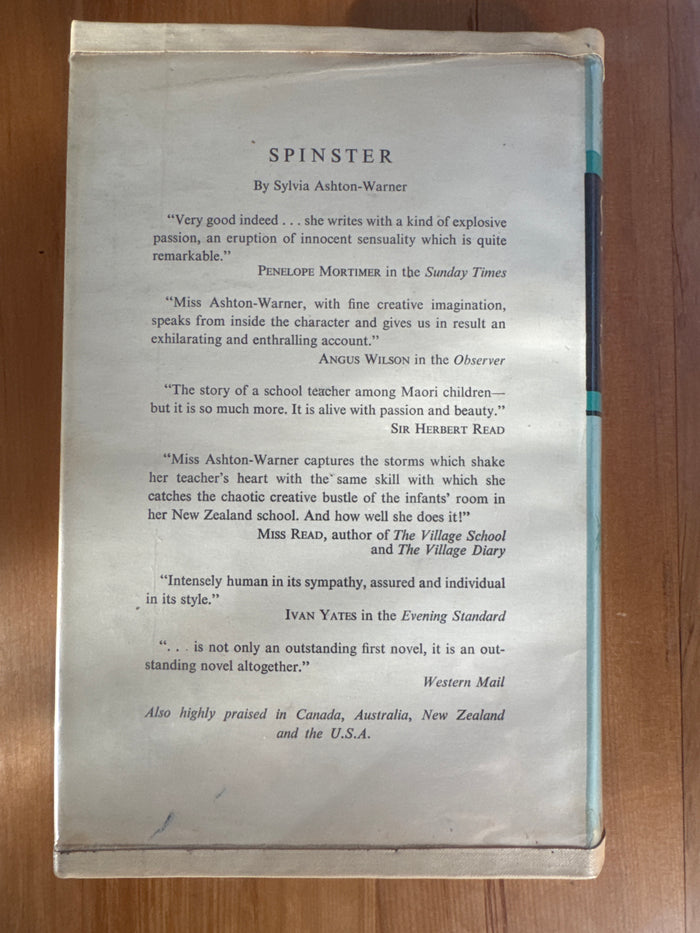 SPINSTER
By Sylvia Ashton-Warner
“Very good indeed . . . she writes with a kind of explosive
passion, an eruption of innocent sensuality which is quite
remarkable.”
PENELOPE MORTIMER in the Sunday Times
“Miss Ashton-Warner, with fine creative imagination,
speaks from inside the character and gives us in result an
exhilarating and enthralling account.”
ANGUS WILSON in the Observer
“The story of a school teacher among Maori children—
but it is so much more. It is alive with passion and beauty.”
SIR HERBERT READ
“Miss Ashton-Warner captures the storms which shake
her teacher’s heart with the same skill with which she
catches the chaotic creative bustle of the infants’ room in
her New Zealand school. And how well she does it!”
MISS READ, author of The Village School
and The Village Diary
“Intensely human in its sympathy, assured and individual
in its style.”
IVAN YATES in the Evening Standard
“. . . is not only an outstanding first novel, it is an out-
standing novel altogether.”
Western Mail
Also highly praised in Canada, Australia, New Zealand
and the U.S.A.